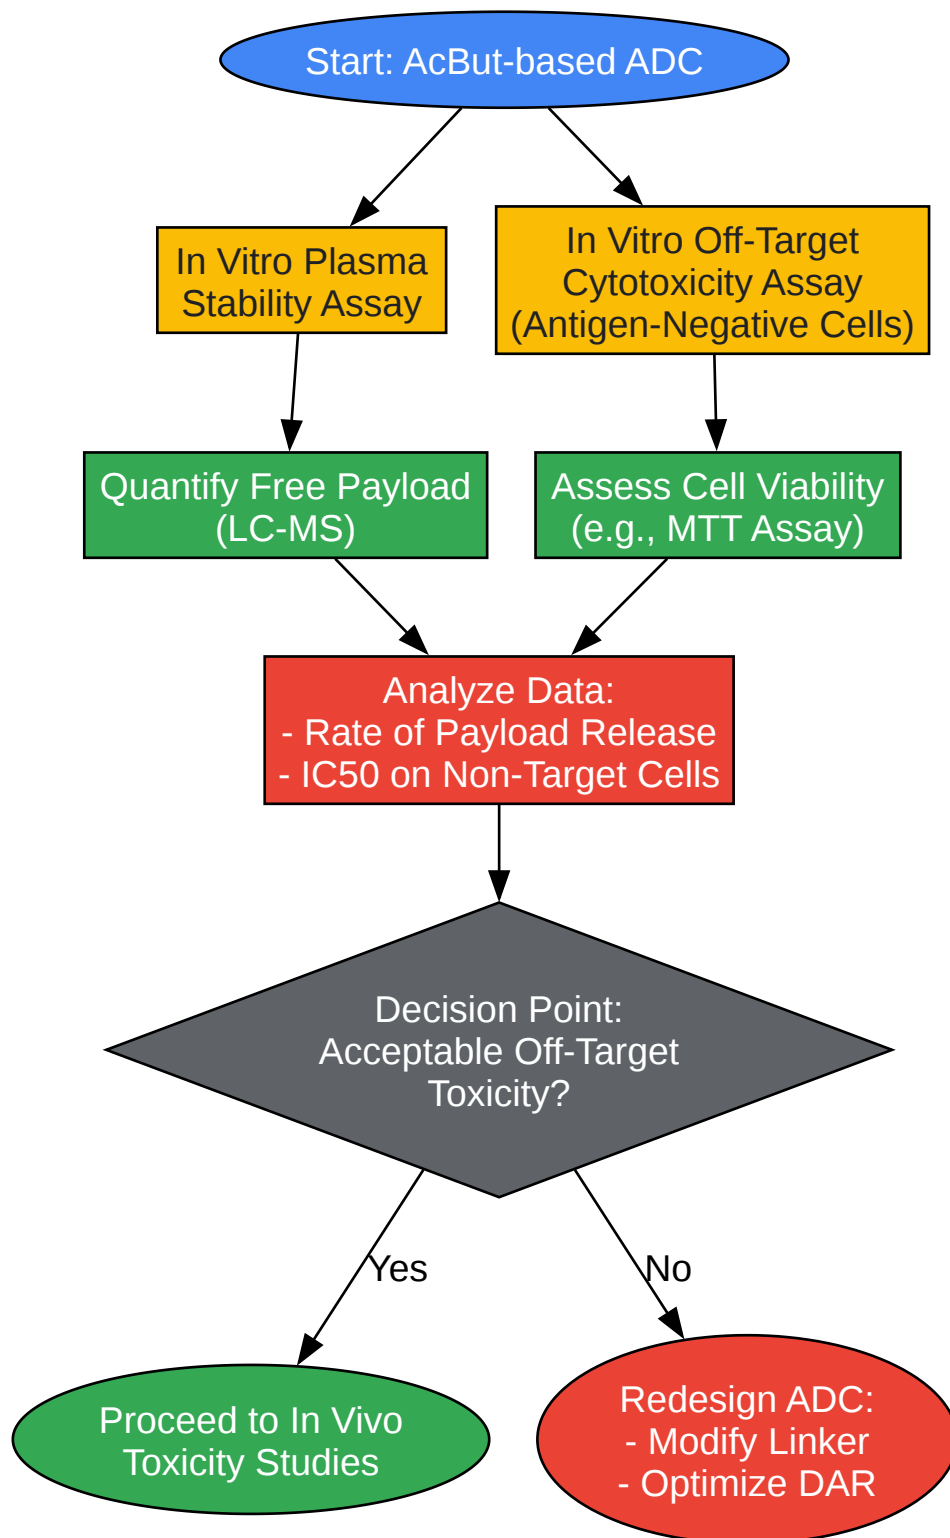 Start: AcBut-based ADC
In Vitro Plasma
Stability Assay
In Vitro Off-Target
Cytotoxicity Assay
(Antigen-Negative Cells)
Quantify Free Payload
(LC-MS)
Assess Cell Viability
(e.g., MTT Assay)
Analyze Data:
- Rate of Payload Release
- IC50 on Non-Target Cells
Decision Point:
Acceptable Off-Target
Toxicity?
Yes
No
Proceed to In Vivo
Toxicity Studies
Redesign ADC:
- Modify Linker
- Optimize DAR